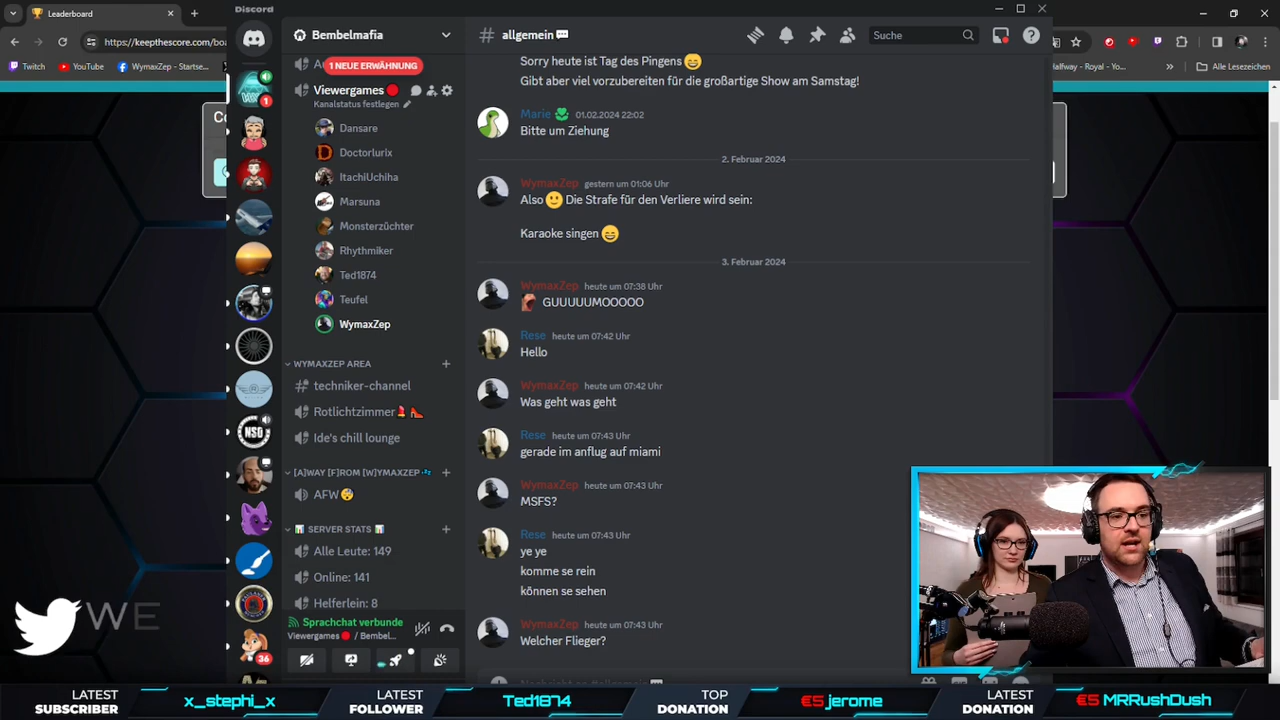 Leaderboard
https://keepthescore.com/boa
Twitch
YouTube
WymaxZep - Startse...
Halfway - Royal - Yo...
Alle Lesezeichen
Discord
Bembelmafia
1 NEUE ERWÄHNUNG
Viewergames
Kanalstatus festlegen
Dansare
Doctorlurix
ItachiUchiha
Marsuna
Monsterzüchter
Rhythmiker
Ted1874
Teufel
WymaxZep
WYMAXZEP AREA
techniker-channel
Rotlichtzimmer
Ide's chill lounge
[A]WAY [F]ROM [W]YMAXZEP
AFW
SERVER STATS
Alle Leute: 149
Online: 141
Helferlein: 8
Sprachchat verbunde
Viewergames / Bembel...
1
NSG
36
# allgemein
Suche
Sorry heute ist Tag des Pingens
Gibt aber viel vorzubereiten für die großartige Show am Samstag!
Marie 01.02.2024 22:02
Bitte um Ziehung
2. Februar 2024
WymaxZep gestern um 01:06 Uhr
Also Die Strafe für den Verliere wird sein:
Karaoke singen
3. Februar 2024
WymaxZep heute um 07:38 Uhr
GUUUUUMOOOOO
Rese heute um 07:42 Uhr
Hello
WymaxZep heute um 07:42 Uhr
Was geht was geht
Rese heute um 07:43 Uhr
gerade im anflug auf miami
WymaxZep heute um 07:43 Uhr
MSFS?
Rese heute um 07:43 Uhr
ye ye
komme se rein
können se sehen
WymaxZep heute um 07:43 Uhr
Welcher Flieger?
WE
LATEST SUBSCRIBER
x_stephi_x
LATEST FOLLOWER
Ted1874
TOP DONATION
€5 jerome
LATEST DONATION
€5 MRRushDush